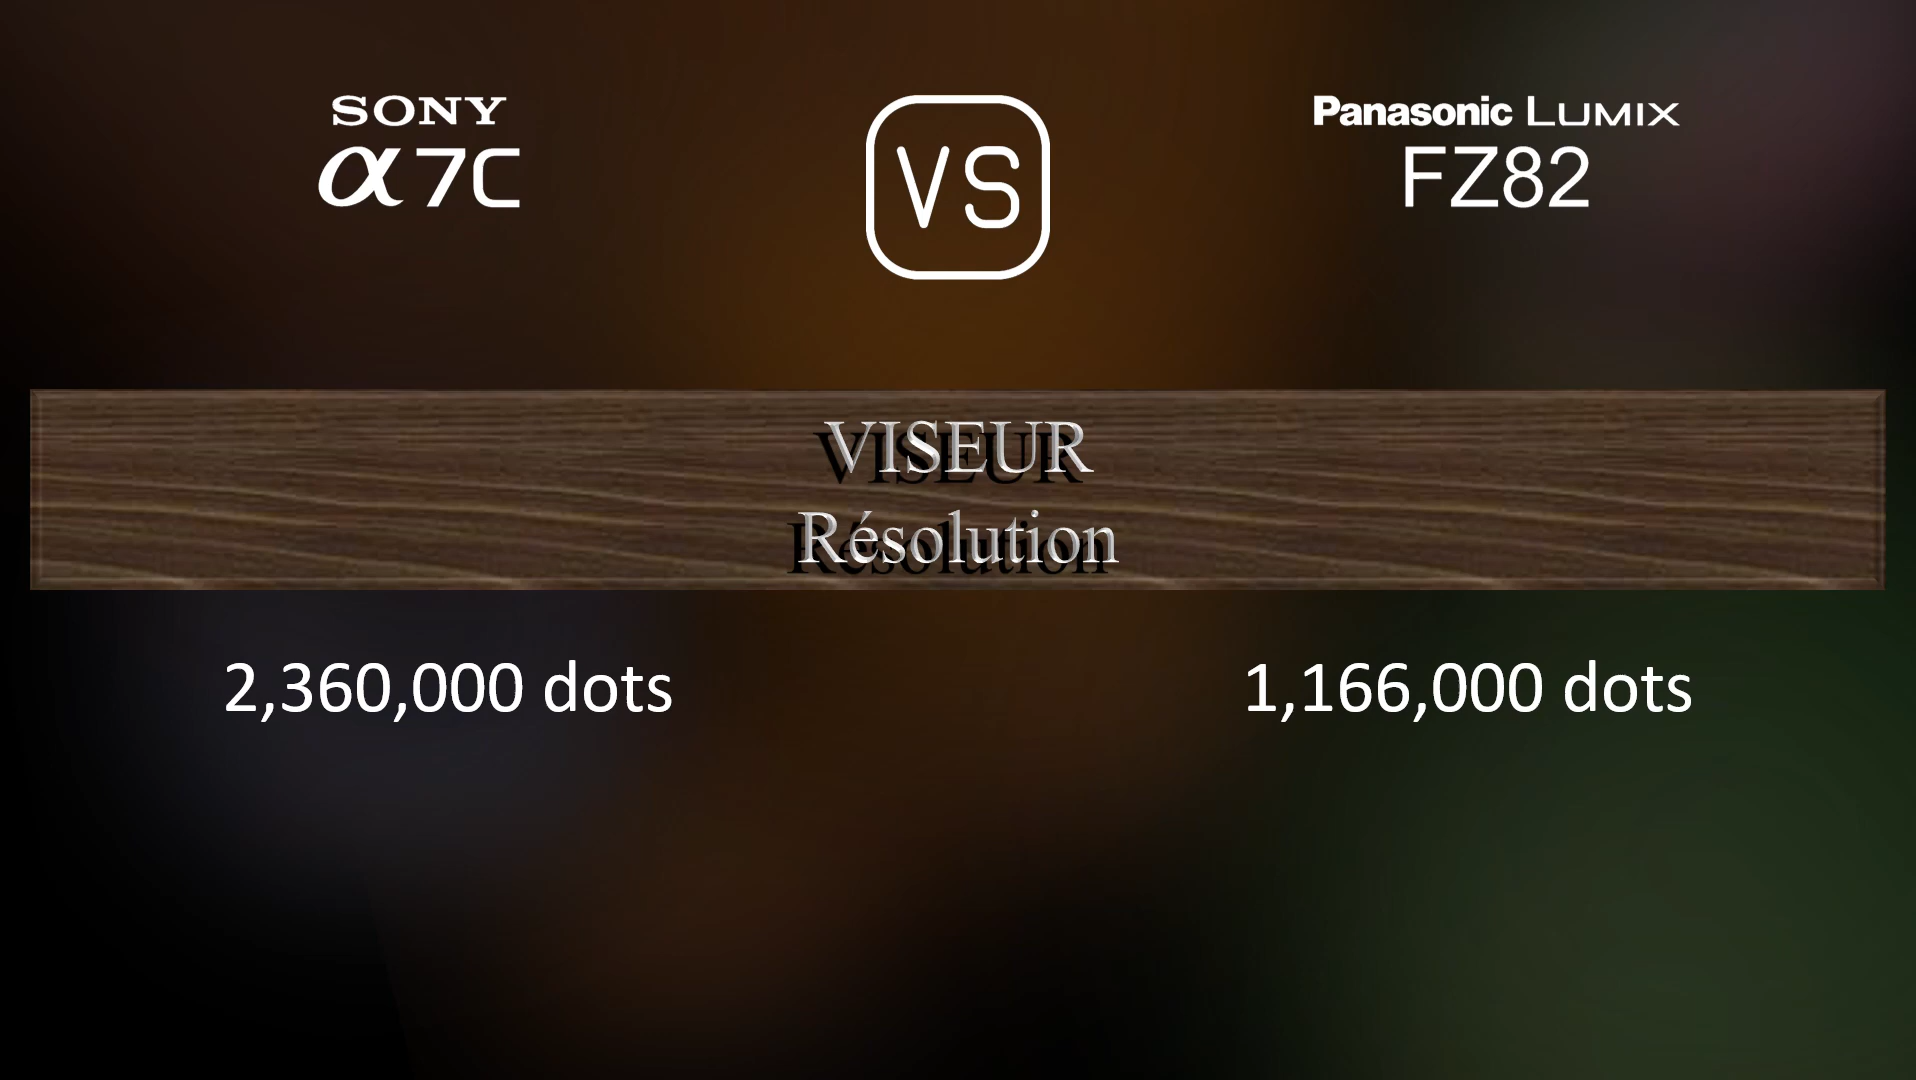 SONY
α7C
VS
Panasonic LUMIX
FZ82
VISEUR
Résolution
2,360,000 dots
1,166,000 dots